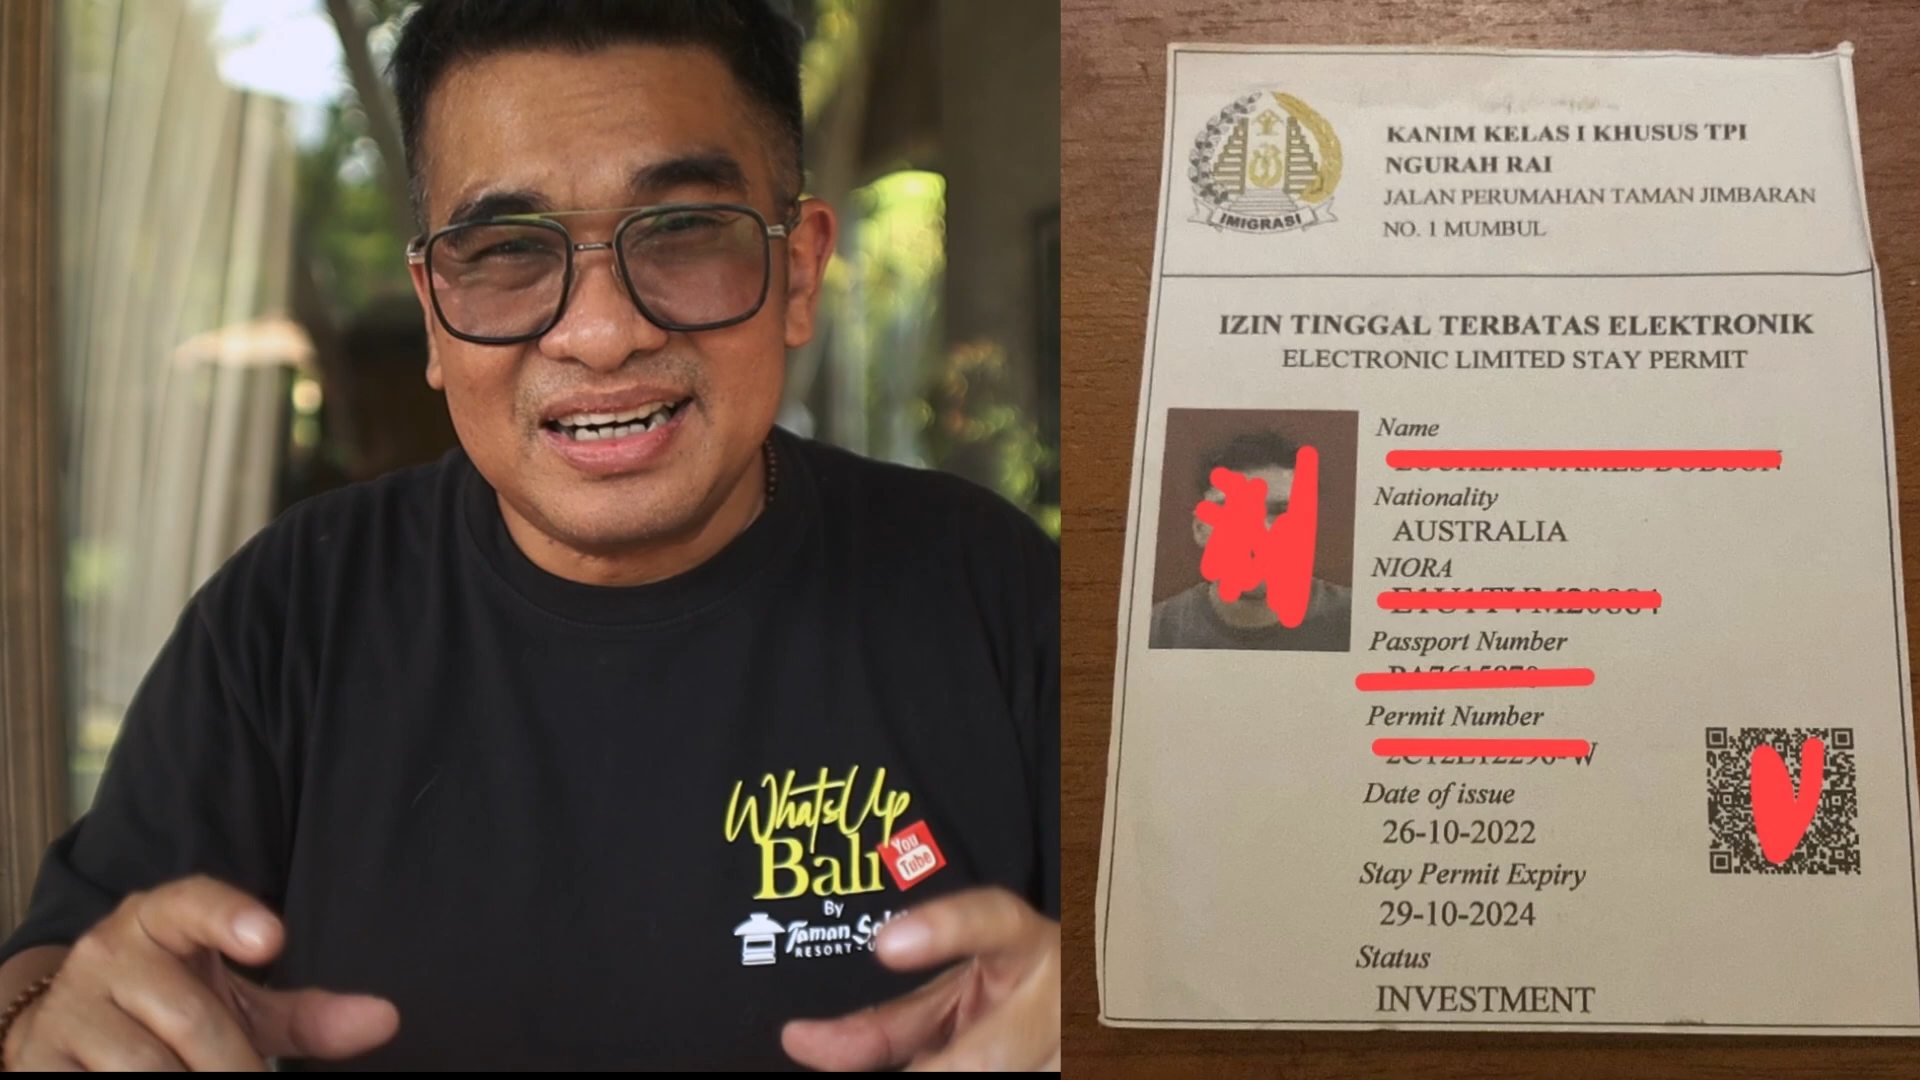 WhatsUp
Bali
You
Tube
By
Taman
RESORT
KANIM KELAS I KHUSUS TPI
NGURAH RAI
JALAN PERUMAHAN TAMAN JIMBARAN
NO. 1 MUMBUL
IMIGRASI
IZIN TINGGAL TERBATAS ELEKTRONIK
ELECTRONIC LIMITED STAY PERMIT
Name
Nationality
AUSTRALIA
NIORA
Passport Number
Permit Number
Date of issue
26-10-2022
Stay Permit Expiry
29-10-2024
Status
INVESTMENT